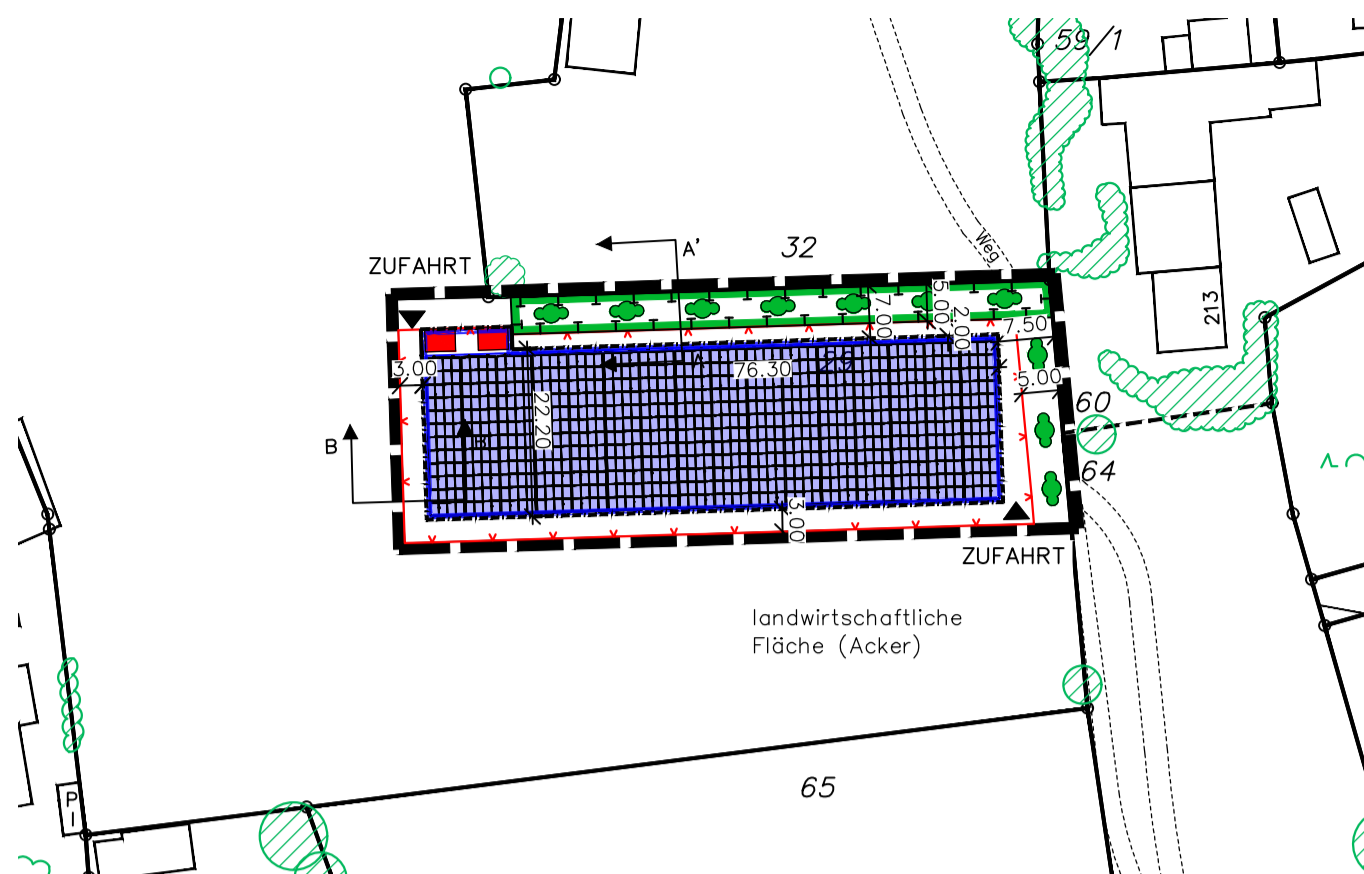 59/1
Weg
32
A'
ZUFAHRT
213
7.00
5.00
2.00
7.50
3.00
76.30
A
5.00
22.20
60
B
B'
64
3.00
ZUFAHRT
landwirtschaftliche
Fläche (Acker)
65
P